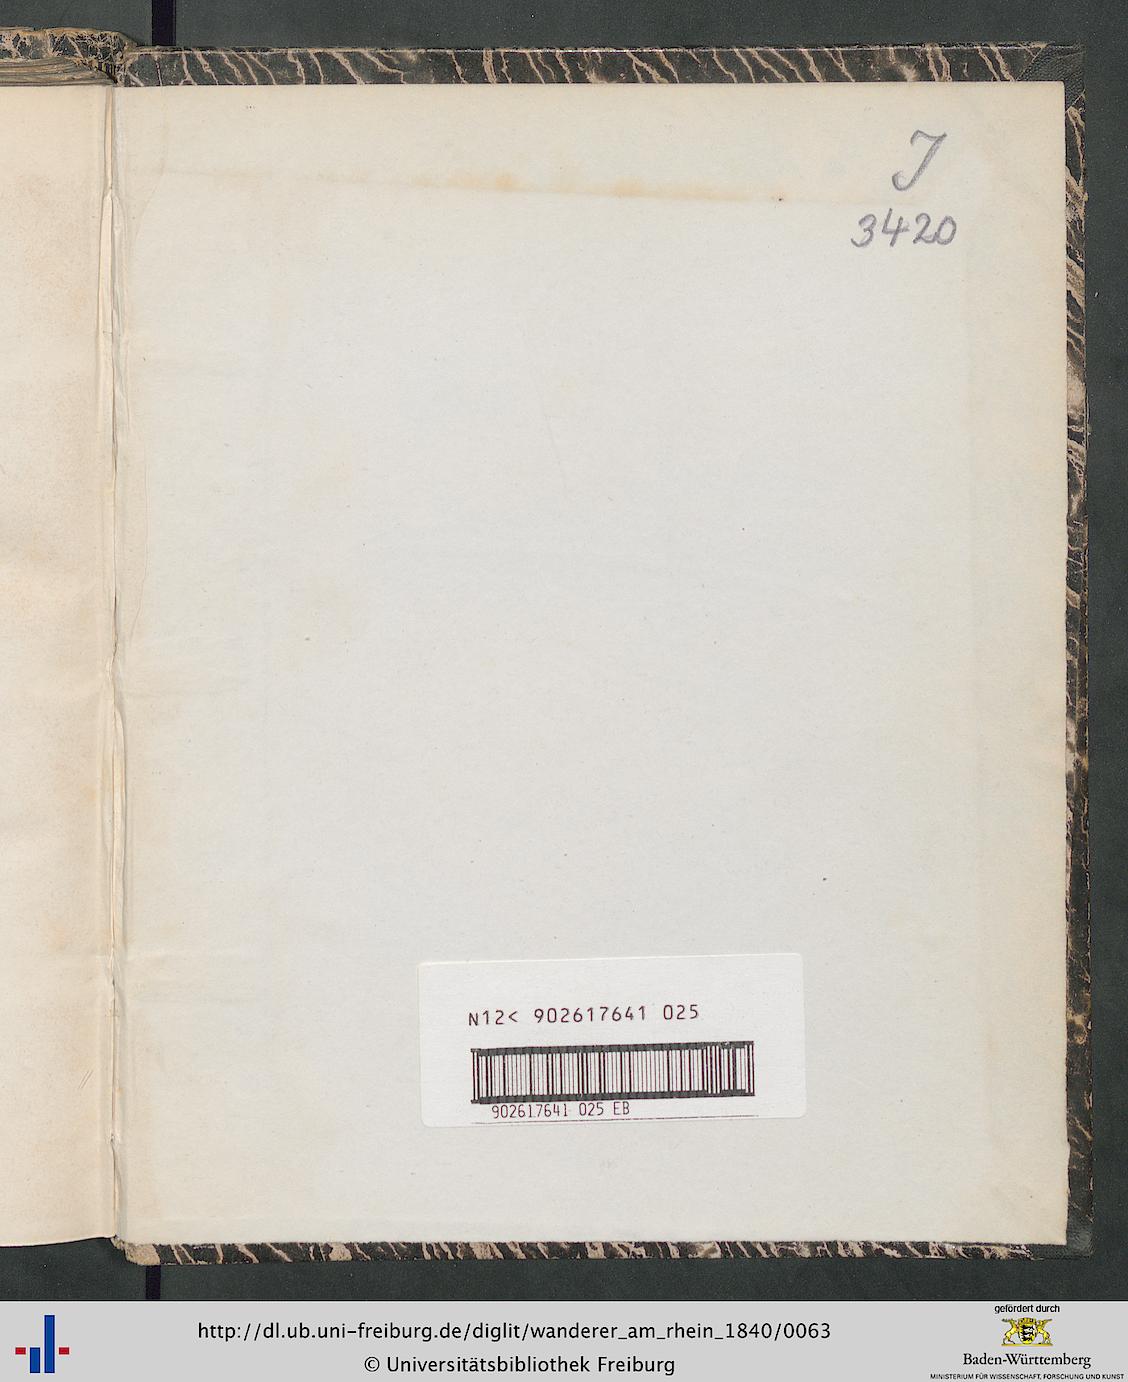 J
3420
N12< 902617641 025
902617641 025 EB
http://dl.ub.uni-freiburg.de/diglit/wanderer_am_rhein_1840/0063
© Universitätsbibliothek Freiburg
gefördert durch
Baden-Württemberg
MINISTERIUM FÜR WISSENSCHAFT, FORSCHUNG UND KUNST